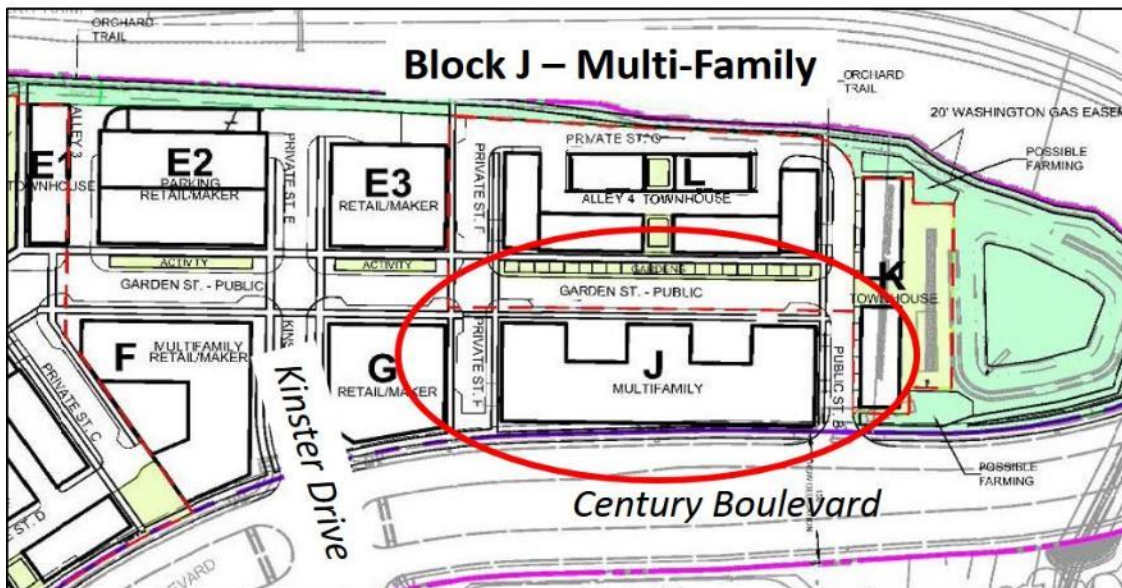 ORCHARD
TRAIL
Block J – Multi-Family
ORCHARD
TRAIL
20' WASHINGTON GAS EASEM
POSSIBLE
FARMING
ALLEY 3
E1
TOWNHOUSE
E2
PARKING
RETAIL/MAKER
PRIVATE ST. E
E3
RETAIL/MAKER
PRIVATE ST. F
PRIVATE ST. G
L
ALLEY 4 TOWNHOUSE
ACTIVITY
ACTIVITY
GARDENS
GARDEN ST. - PUBLIC
GARDEN ST. - PUBLIC
K
TOWNHOUSE
F
MULTIFAMILY
RETAIL/MAKER
KINS
G
RETAIL/MAKER
PRIVATE ST. F
J
MULTIFAMILY
PUBLIC ST. B
PRIVATE ST. C
Kinster Drive
Century Boulevard
POSSIBLE
FARMING
E ST. D